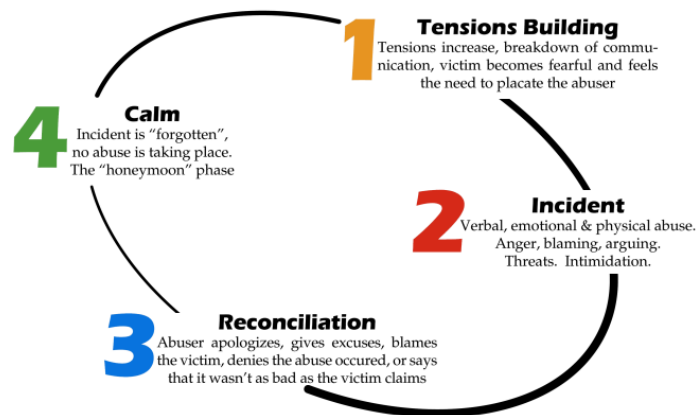 1
Tensions Building
Tensions increase, breakdown of commu-
nication, victim becomes fearful and feels
the need to placate the abuser
2
Incident
Verbal, emotional & physical abuse.
Anger, blaming, arguing.
Threats. Intimidation.
3
Reconciliation
Abuser apologizes, gives excuses, blames
the victim, denies the abuse occured, or says
that it wasn't as bad as the victim claims
4
Calm
Incident is “forgotten”,
no abuse is taking place.
The “honeymoon” phase